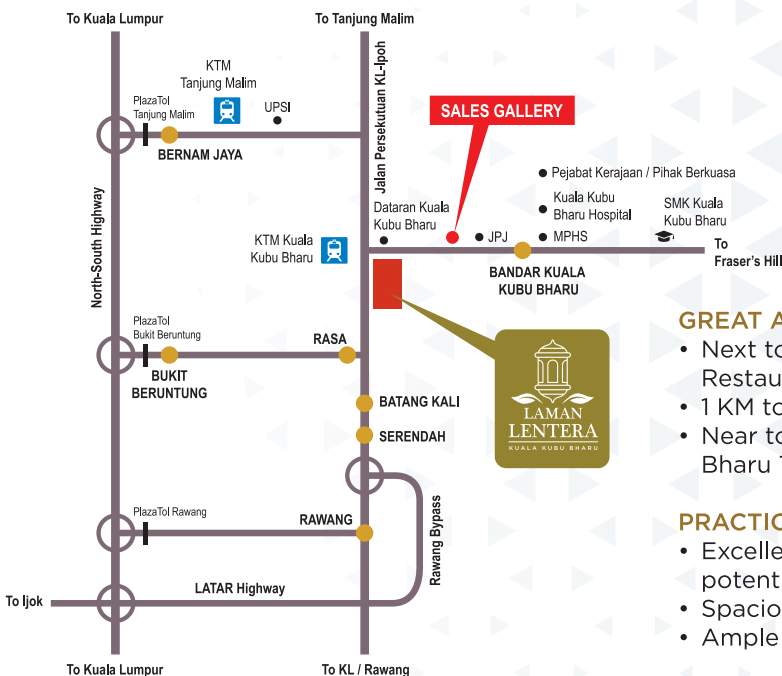 To Kuala Lumpur
To Tanjung Malim
KTM
Tanjung Malim
PlazaTol
Tanjung Malim
UPSI
BERNAM JAYA
Jalan Persekutuan KL-Ipoh
SALES GALLERY
Pejabat Kerajaan / Pihak Berkuasa
Kuala Kubu
Bharu Hospital
SMK Kuala
Kubu Bharu
Dataran Kuala
Kubu Bharu
JPJ
MPHS
To
Fraser's Hill
KTM Kuala
Kubu Bharu
BANDAR KUALA
KUBU BHARU
North-South Highway
PlazaTol
Bukit Beruntung
BUKIT
BERUNTUNG
RASA
BATANG KALI
SERENDAH
LAMAN
LENTERA
KUALA KUBU BHARU
PlazaTol Rawang
RAWANG
Rawang Bypass
LATAR Highway
To Ijok
To Kuala Lumpur
To KL / Rawang
GREAT A
• Next to
Restau
• 1 KM to
• Near to
Bharu
PRACTIC
• Excelle
potent
• Spacio
• Ample